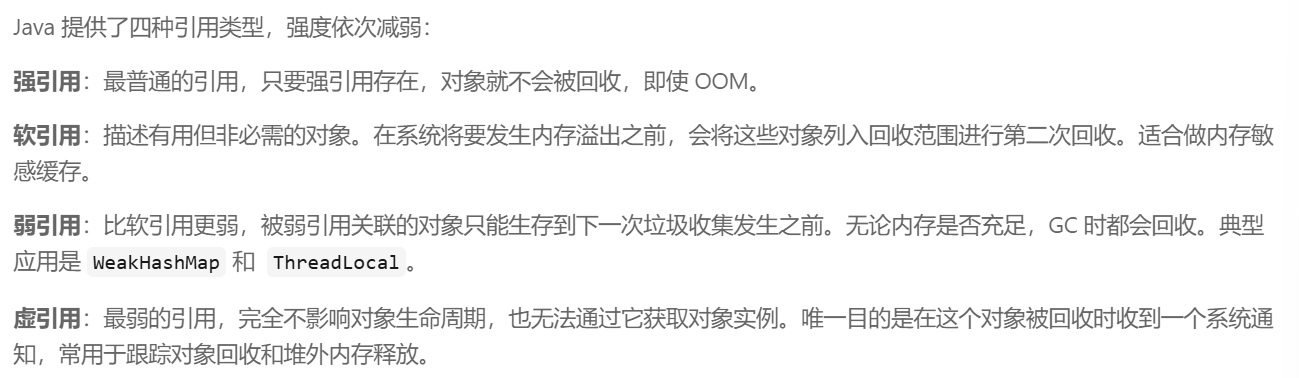 Java 提供了四种引用类型，强度依次减弱：
强引用：最普通的引用，只要强引用存在，对象就不会被回收，即使 OOM。
软引用：描述有用但非必需的对象。在系统将要发生内存溢出之前，会将这些对象列入回收范围进行第二次回收。适合做内存敏
感缓存。
弱引用：比软引用更弱，被弱引用关联的对象只能生存到下一次垃圾收集发生之前。无论内存是否充足，GC 时都会回收。典型
应用是 WeakHashMap 和 ThreadLocal。
虚引用：最弱的引用，完全不影响对象生命周期，也无法通过它获取对象实例。唯一目的是在这个对象被回收时收到一个系统通
知，常用于跟踪对象回收和堆外内存释放。